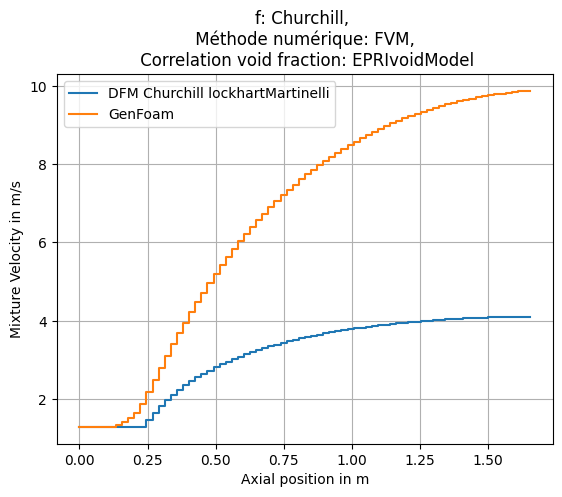 f: Churchill,
Méthode numérique: FVM,
Correlation void fraction: EPRIvoidModel
DFM Churchill lockhartMartinelli
GenFoam
Mixture Velocity in m/s
10
8
6
4
2
0.00 0.25 0.50 0.75 1.00 1.25 1.50
Axial position in m